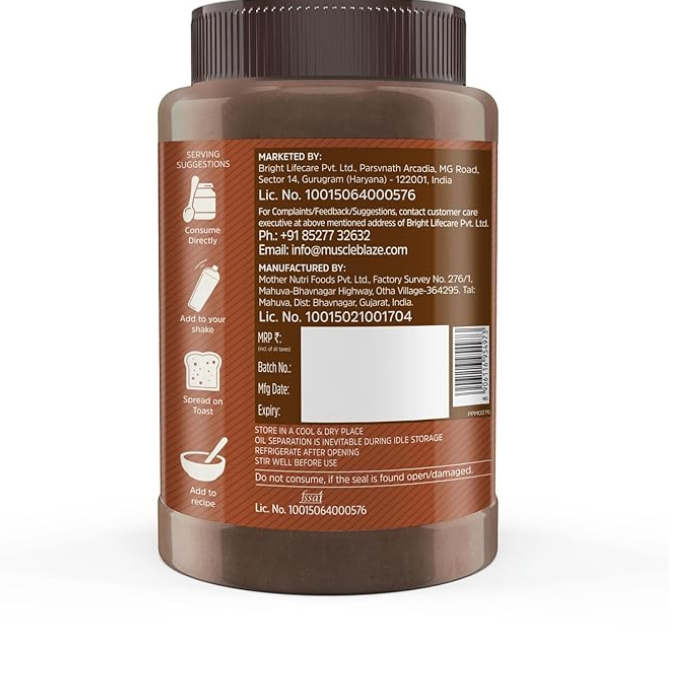 SERVING
SUGGESTIONS
Consume
Directly
Add to your
shake
Spread on
Toast
Add to
recipe
MARKETED BY:
Bright Lifecare Pvt. Ltd., Parsvnath Arcadia, MG Road,
Sector 14, Gurugram (Haryana) - 122001, India
Lic. No. 10015064000576
For Complaints/Feedback/Suggestions, contact customer care
executive at above mentioned address of Bright Lifecare Pvt. Ltd.
Ph.: +91 85277 32632
Email: info@muscleblaze.com
MANUFACTURED BY:
Mother Nutri Foods Pvt. Ltd., Factory Survey No. 276/1,
Mahuva-Bhavnagar Highway, Otha Village-364295. Tal:
Mahuva, Dist: Bhavnagar, Gujarat, India.
Lic. No. 10015021001704
MRP ₹:
(incl. of all taxes)
Batch No.:
Mfg Date:
Expiry:
STORE IN A COOL & DRY PLACE
OIL SEPARATION IS INEVITABLE DURING IDLE STORAGE
REFRIGERATE AFTER OPENING
STIR WELL BEFORE USE
Do not consume, if the seal is found open/damaged.
fssai
Lic. No. 10015064000576